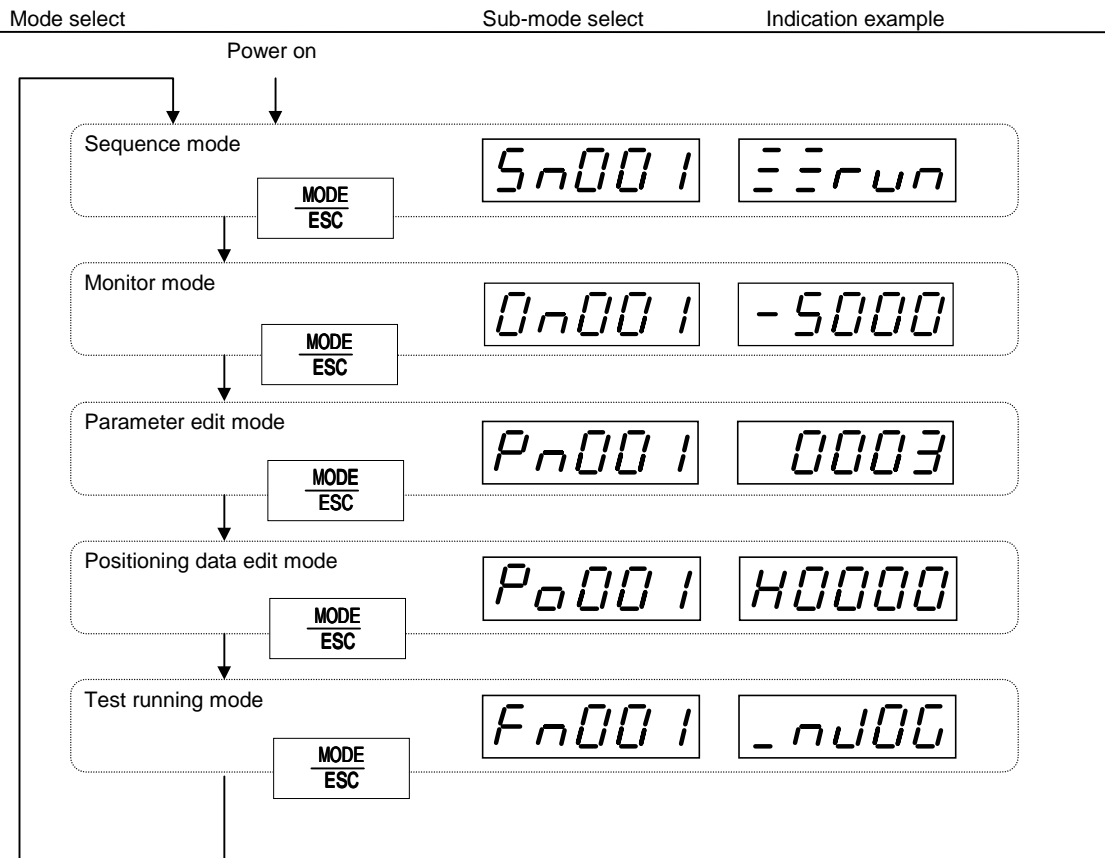 Mode select Sub-mode select Indication example
Power on
Sequence mode
MODE
ESC
Sn001 run
Monitor mode
MODE
ESC
0n001 -5000
Parameter edit mode
MODE
ESC
Pn001 0003
Positioning data edit mode
MODE
ESC
Po001 H0000
Test running mode
MODE
ESC
Fn001 _nJOG